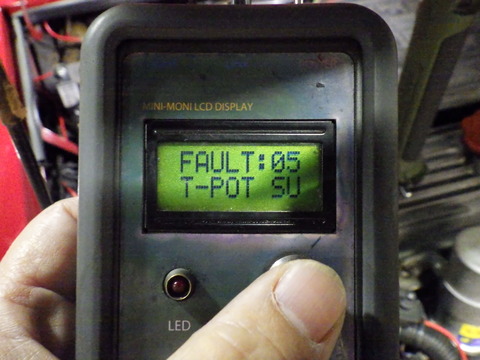 MINI-MONI LCD DISPLAY
FAULT:05
T-POT SU
LED